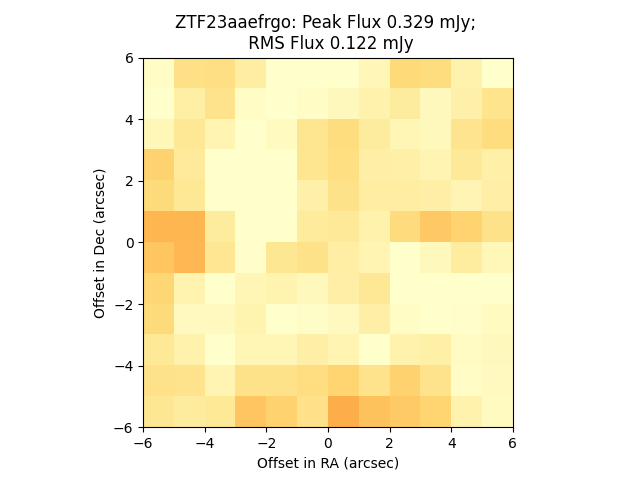 ZTF23aaefrgo: Peak Flux 0.329 mJy;
RMS Flux 0.122 mJy
6
4
2
0
−2
−4
−6
Offset in Dec (arcsec)
−6 −4 −2 0 2 4 6
Offset in RA (arcsec)